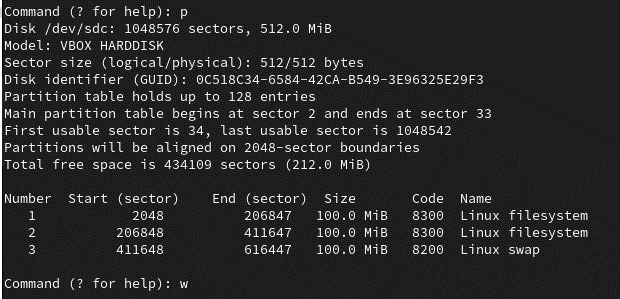 Command (? for help): p
Disk /dev/sdc: 1048576 sectors, 512.0 MiB
Model: VBOX HARDDISK
Sector size (logical/physical): 512/512 bytes
Disk identifier (GUID): 0C518C34-6584-42CA-B549-3E96325E29F3
Partition table holds up to 128 entries
Main partition table begins at sector 2 and ends at sector 33
First usable sector is 34, last usable sector is 1048542
Partitions will be aligned on 2048-sector boundaries
Total free space is 434109 sectors (212.0 MiB)
Number  Start (sector)    End (sector)  Size       Code  Name
   1            2048          206847   100.0 MiB   8300  Linux filesystem
   2          206848          411647   100.0 MiB   8300  Linux filesystem
   3          411648          616447   100.0 MiB   8200  Linux swap
Command (? for help): w